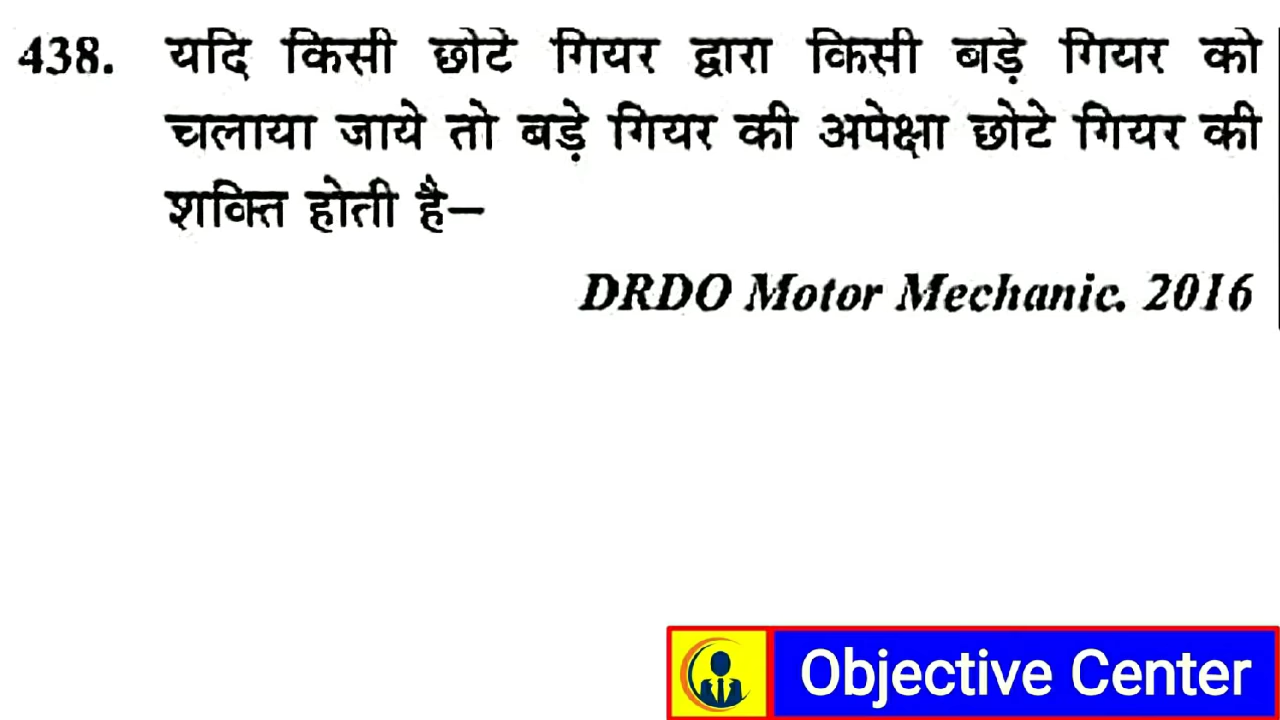 438. यदि किसी छोटे गियर द्वारा किसी बड़े गियर को
चलाया जाये तो बड़े गियर की अपेक्षा छोटे गियर की
शक्ति होती है–
DRDO Motor Mechanic. 2016
Objective Center